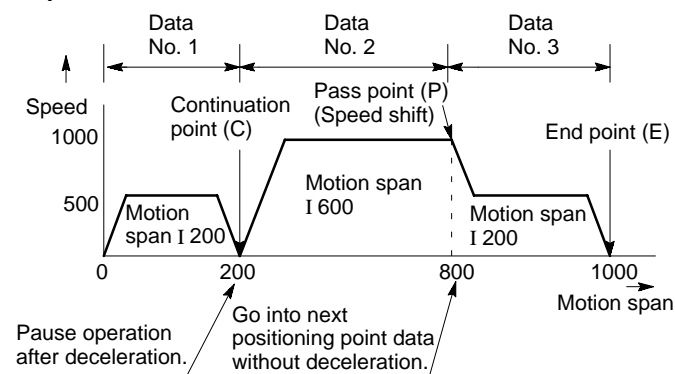 Data
No. 1
Data
No. 2
Data
No. 3
Speed
1000
500
Continuation
point (C)
Pass point (P)
(Speed shift)
End point (E)
Motion
span I 200
Motion span
I 600
Motion span
I 200
0
200
800
1000
Motion span
Pause operation
after deceleration.
Go into next
positioning point data
without deceleration.